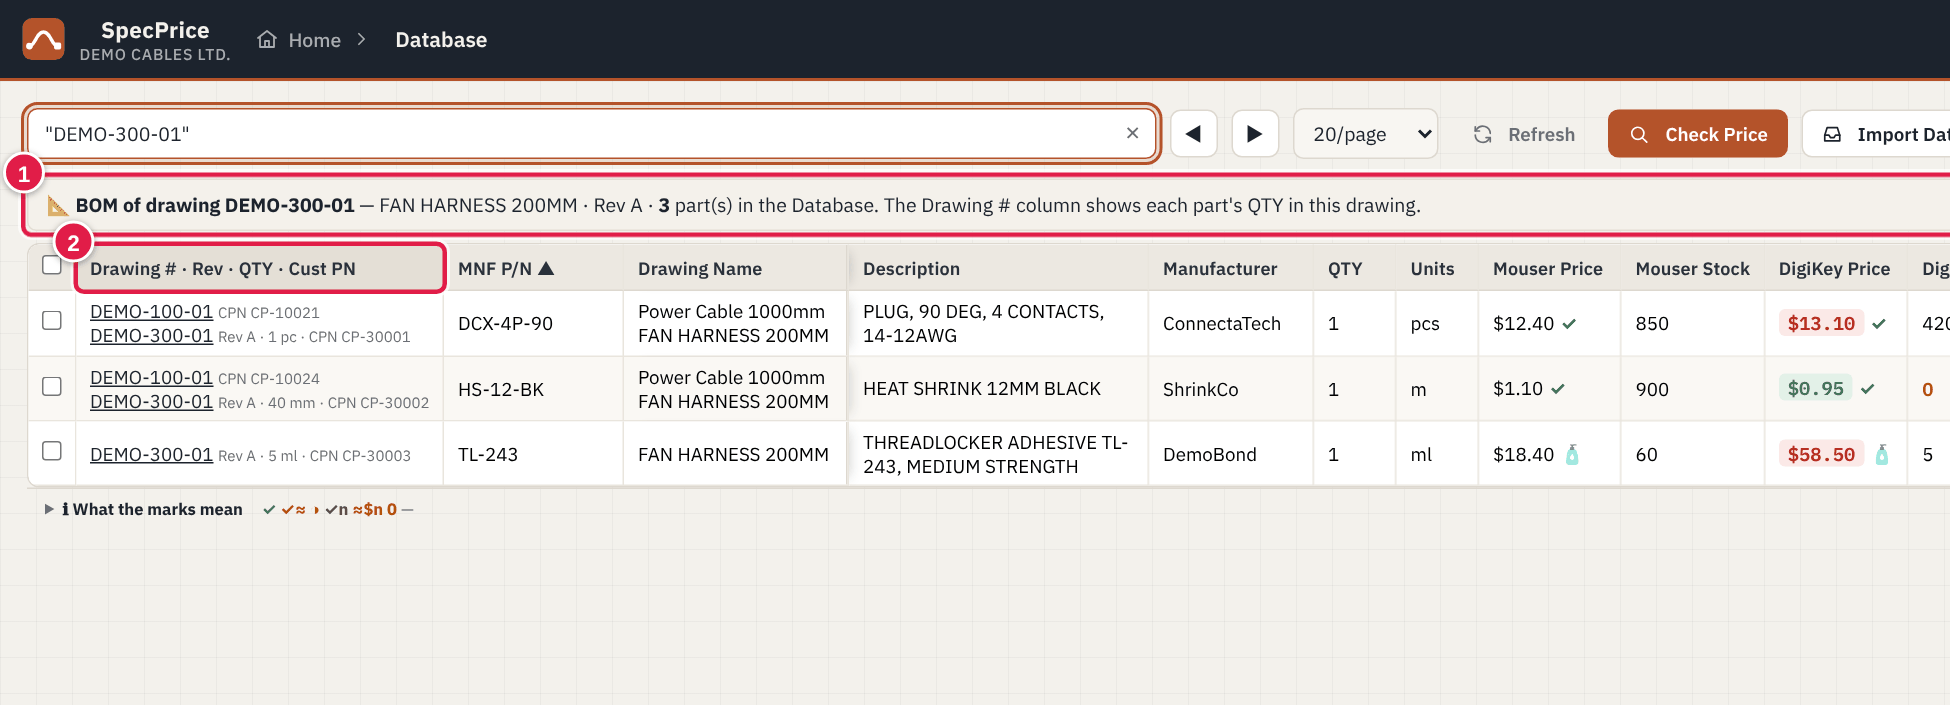 SpecPrice
DEMO CABLES LTD.
Home
Database
"DEMO-300-01"
20/page
Refresh
Check Price
Import Dat
1
BOM of drawing DEMO-300-01 — FAN HARNESS 200MM · Rev A · 3 part(s) in the Database. The Drawing # column shows each part's QTY in this drawing.
2
Drawing # · Rev · QTY · Cust PN MNF P/N ▲ Drawing Name Description Manufacturer QTY Units Mouser Price Mouser Stock DigiKey Price Dig
DEMO-100-01 CPN CP-10021
DEMO-300-01 Rev A · 1 pc · CPN CP-30001
DCX-4P-90
Power Cable 1000mm
FAN HARNESS 200MM
PLUG, 90 DEG, 4 CONTACTS,
14-12AWG
ConnectaTech 1 pcs $12.40 ✓ 850 $13.10 ✓ 420
DEMO-100-01 CPN CP-10024
DEMO-300-01 Rev A · 40 mm · CPN CP-30002
HS-12-BK
Power Cable 1000mm
FAN HARNESS 200MM
HEAT SHRINK 12MM BLACK
ShrinkCo 1 m $1.10 ✓ 900 $0.95 ✓ 0
DEMO-300-01 Rev A · 5 ml · CPN CP-30003
TL-243
FAN HARNESS 200MM
THREADLOCKER ADHESIVE TL-
243, MEDIUM STRENGTH
DemoBond 1 ml $18.40 60 $58.50 5
▶ ℹ What the marks mean ✓ ✓≈ ◗ ✓n ≈$n 0 —